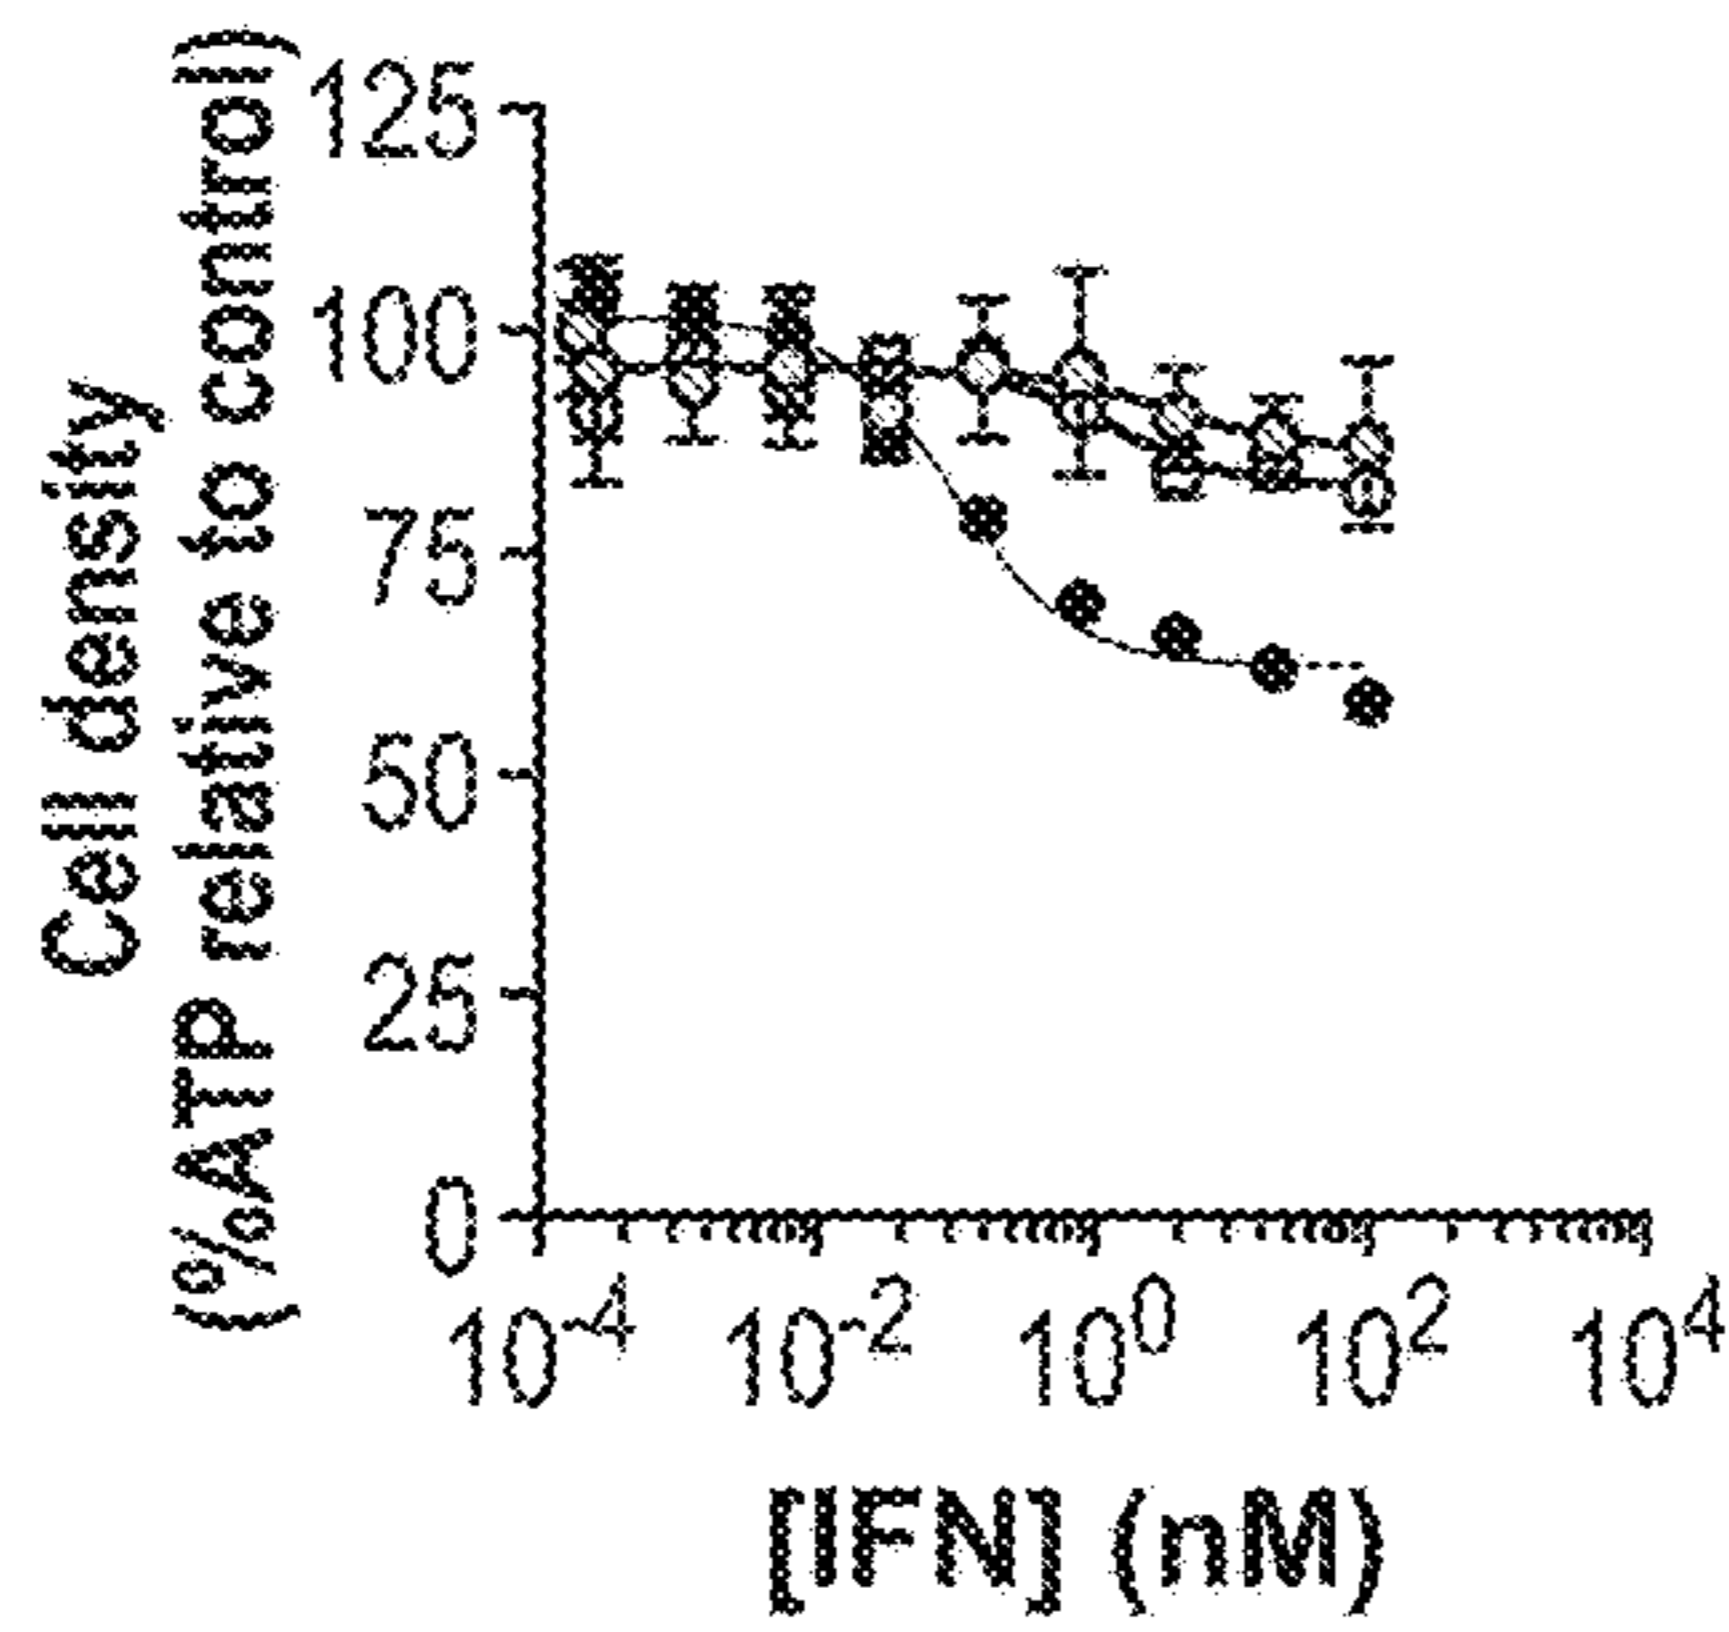 Cell density
(%ATP relative to control)
125
100
75
50
25
0
10-4 10-2 100 102 104
[IFN] (nM)